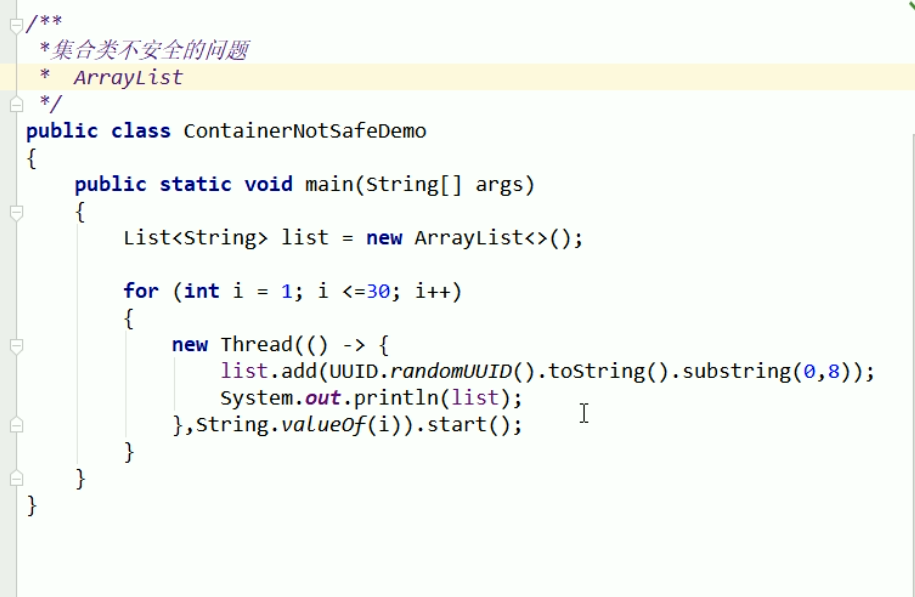 /**
*集合类不安全的问题
* ArrayList
*/
public class ContainerNotSafeDemo
{
public static void main(String[] args)
{
List<String> list = new ArrayList<>();
for (int i = 1; i <=30; i++)
{
new Thread(() -> {
list.add(UUID.randomUUID().toString().substring(0,8));
System.out.println(list);
},String.valueOf(i)).start();
}
}
}